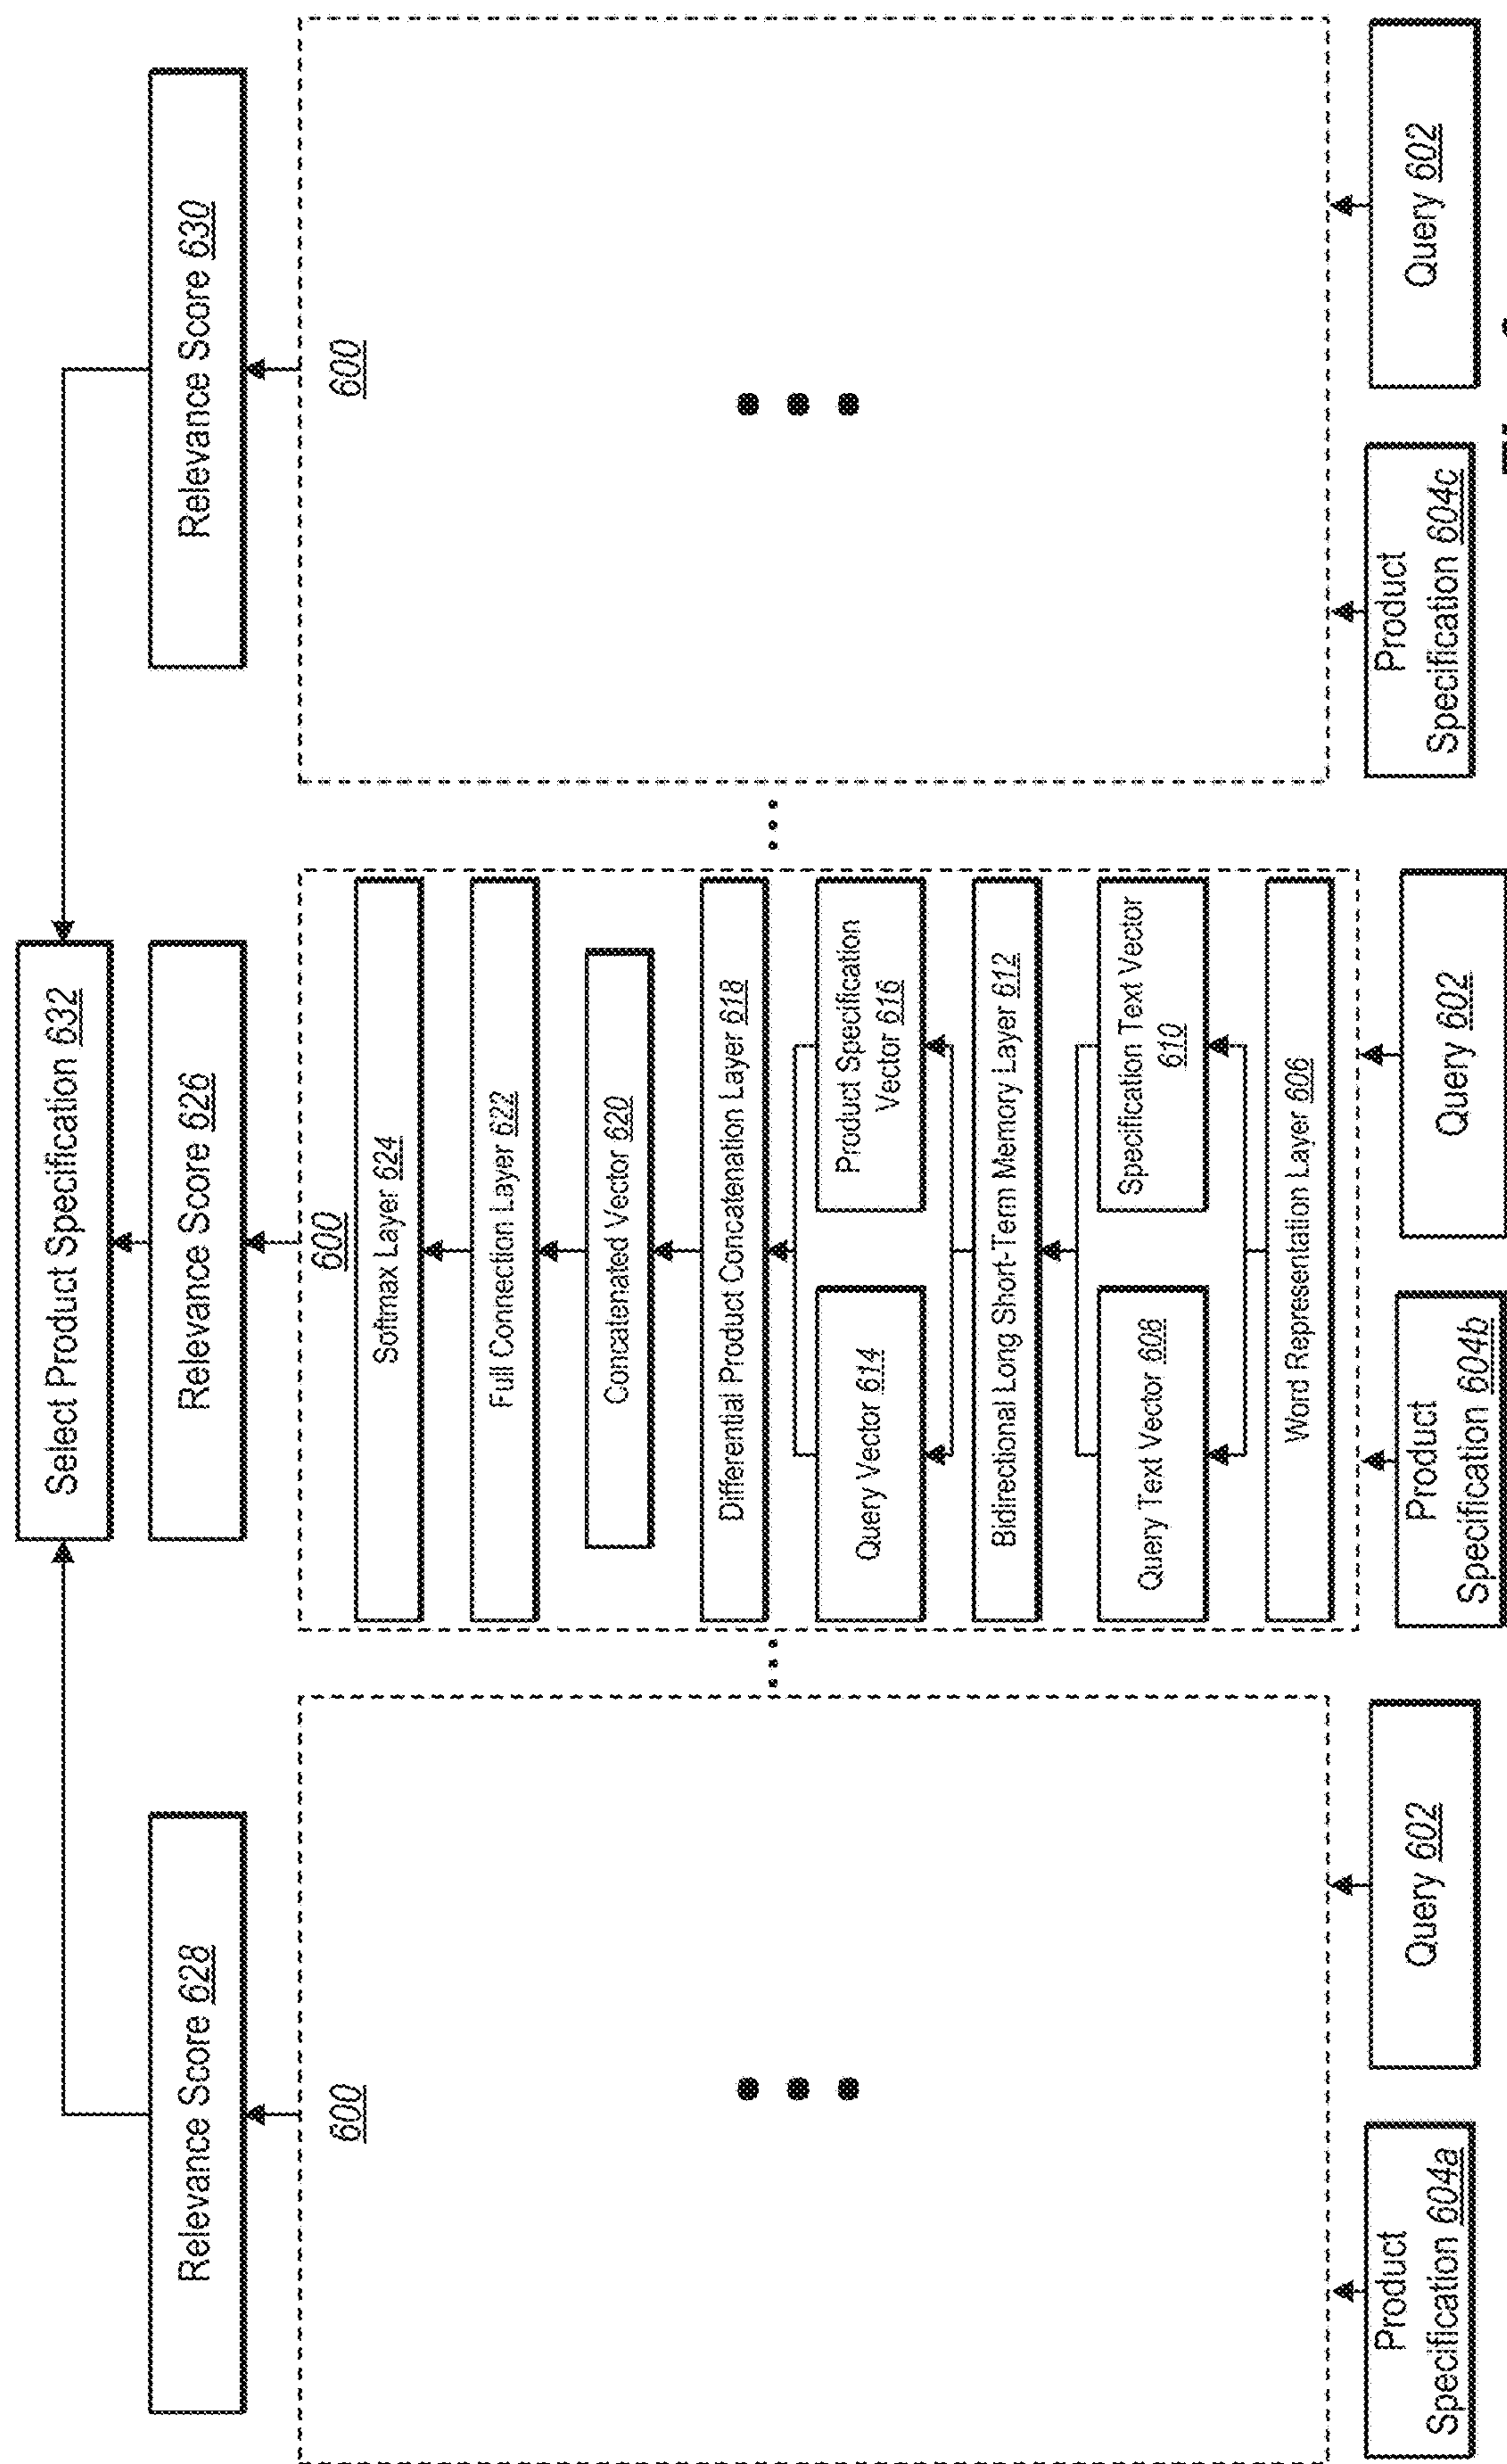 Select Product Specification 632
Relevance Score 628
Relevance Score 626
Relevance Score 630
600
600
600
Softmax Layer 624
Full Connection Layer 622
Concatenated Vector 620
Differential Product Concatenation Layer 618
Query Vector 614
Product Specification
Vector 616
Bidirectional Long Short-Term Memory Layer 612
Query Text Vector 608
Specification Text Vector
610
Word Representation Layer 606
Product
Specification 604a
Query 602
Product
Specification 604b
Query 602
Product
Specification 604c
Query 602